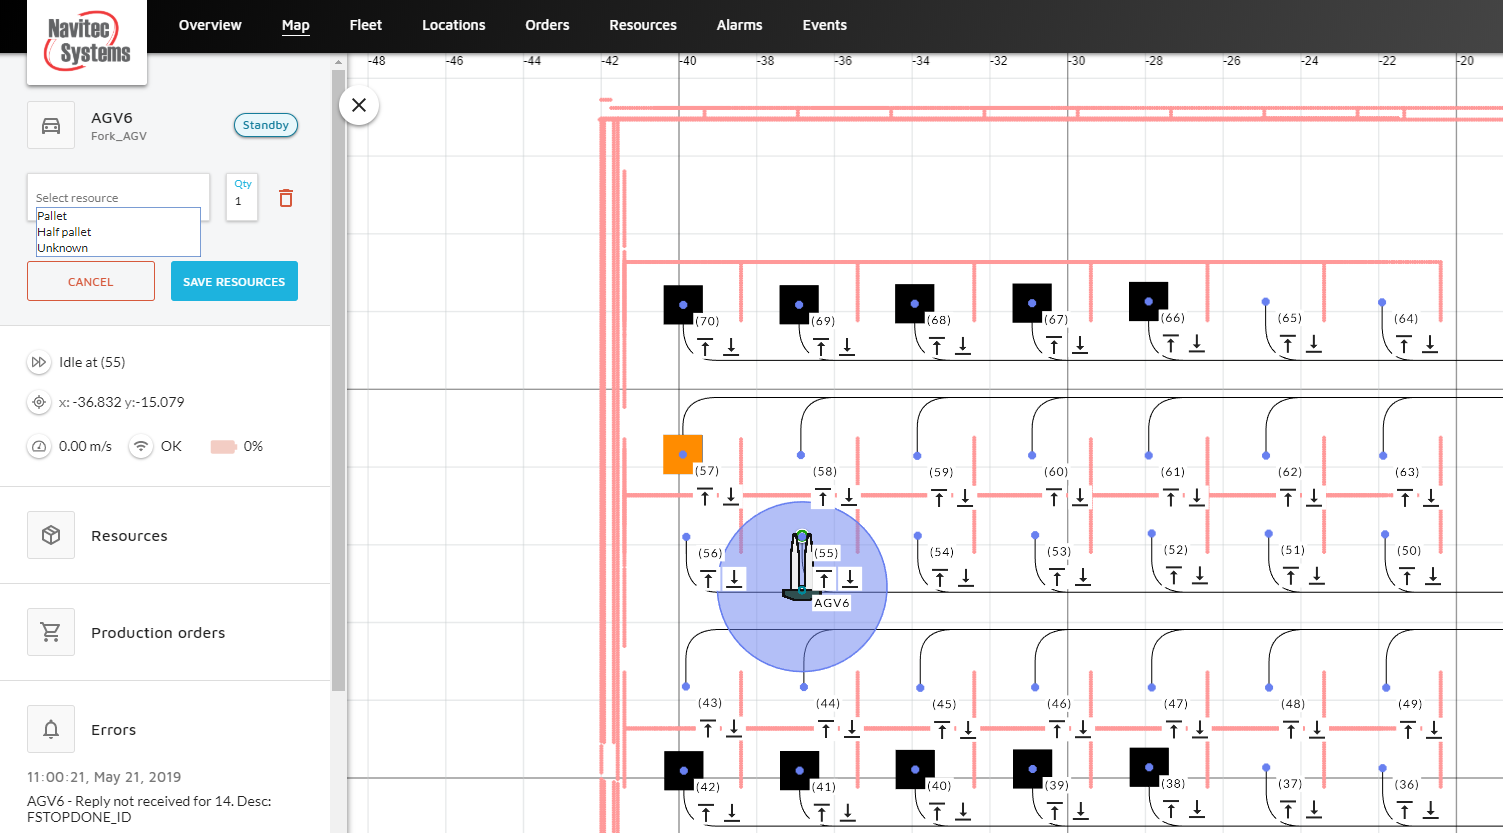 Navitec
Systems
Overview
Map
Fleet
Locations
Orders
Resources
Alarms
Events
-48
-46
-44
-42
-40
-38
-36
-34
-32
-30
-28
-26
-24
-22
-20
AGV6
Fork_AGV
Standby
Select resource
Qty
1
Pallet
Half pallet
Unknown
CANCEL
SAVE RESOURCES
Idle at (55)
x: -36.832 y:-15.079
0.00 m/s
OK
0%
Resources
Production orders
Errors
11:00:21, May 21, 2019
AGV6 - Reply not received for 14. Desc:
FSTOPDONE_ID
(70)
(69)
(68)
(67)
(66)
(65)
(64)
(57)
(58)
(59)
(60)
(61)
(62)
(63)
(56)
(55)
(54)
(53)
(52)
(51)
(50)
AGV6
(43)
(44)
(45)
(46)
(47)
(48)
(49)
(42)
(41)
(40)
(39)
(38)
(37)
(36)